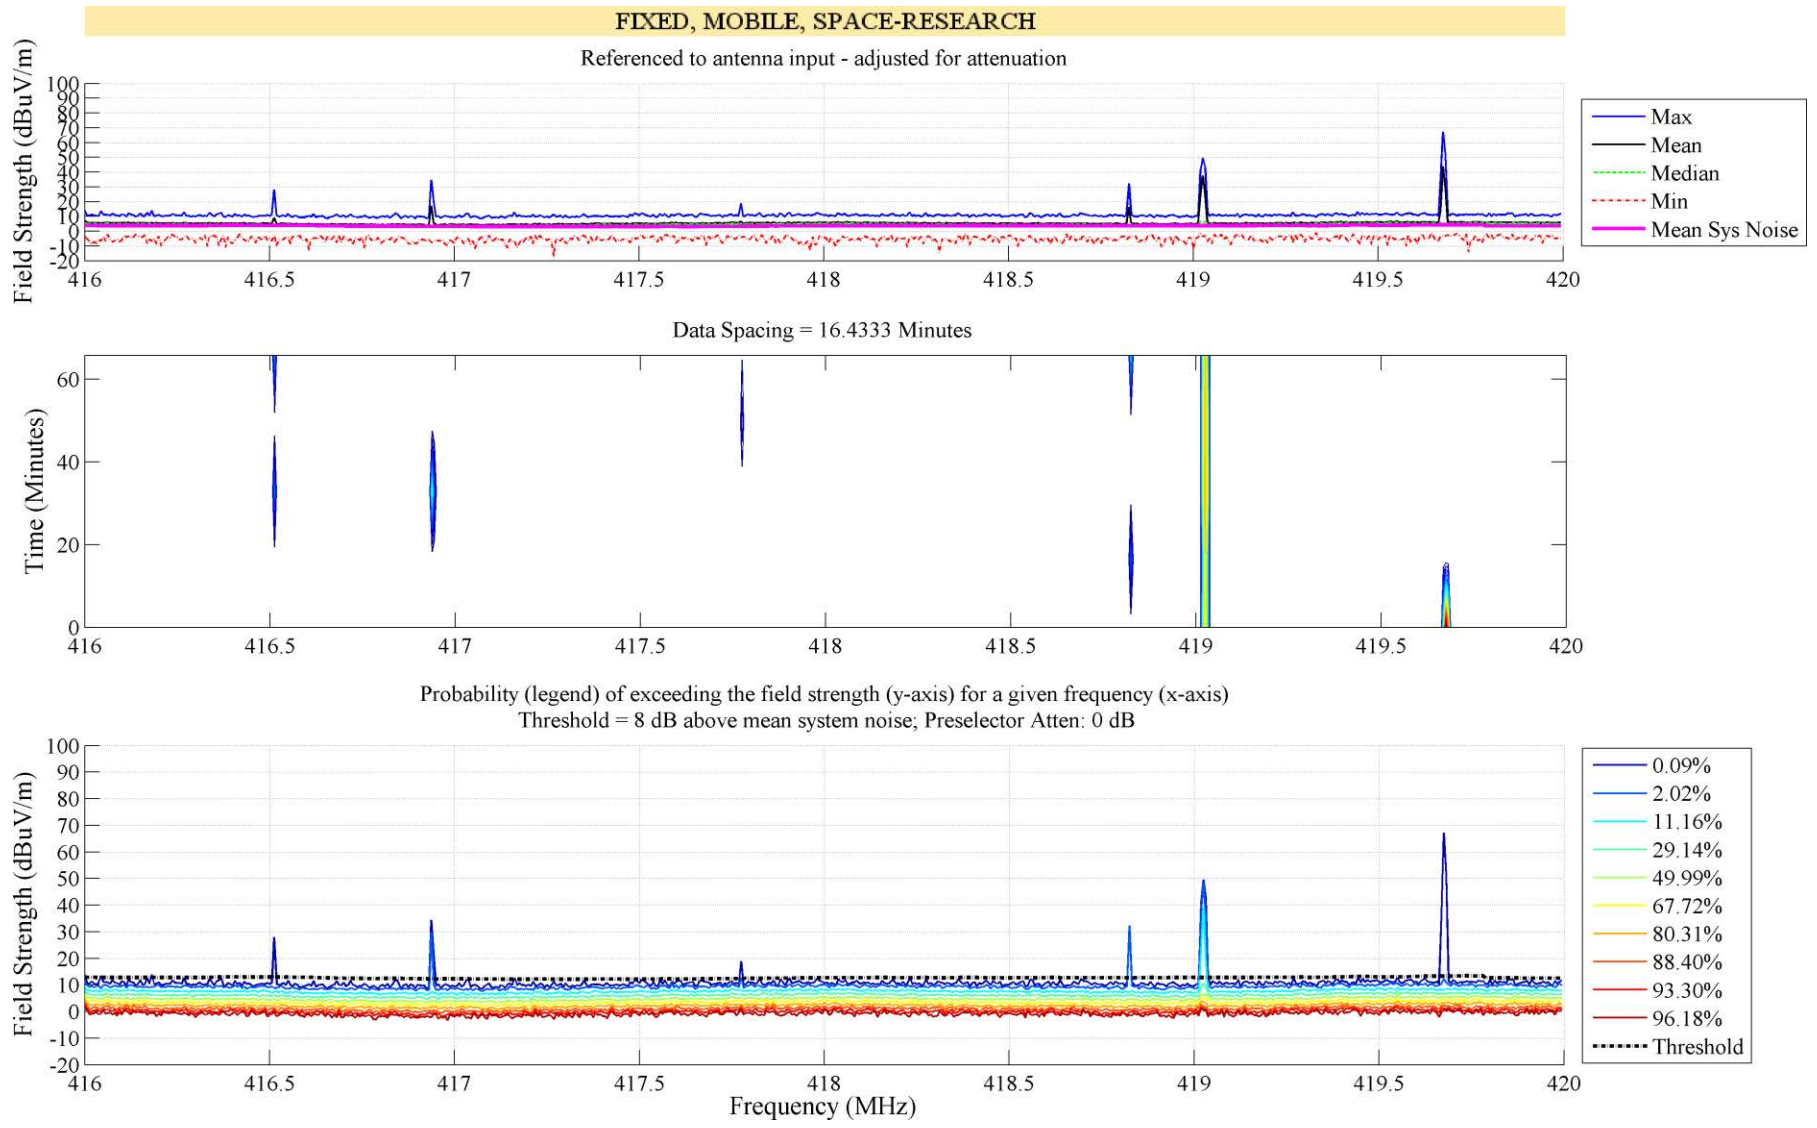 FIXED, MOBILE, SPACE-RESEARCH
Referenced to antenna input - adjusted for attenuation
Field Strength (dBuV/m)
100
90
80
70
60
50
40
30
20
10
0
-10
-20
416 416.5 417 417.5 418 418.5 419 419.5 420
Max
Mean
Median
Min
Mean Sys Noise
Data Spacing = 16.4333 Minutes
Time (Minutes)
60
40
20
0
416 416.5 417 417.5 418 418.5 419 419.5 420
Probability (legend) of exceeding the field strength (y-axis) for a given frequency (x-axis)
Threshold = 8 dB above mean system noise; Preselector Atten: 0 dB
Field Strength (dBuV/m)
100
90
80
70
60
50
40
30
20
10
0
-10
-20
416 416.5 417 417.5 418 418.5 419 419.5 420
Frequency (MHz)
0.09%
2.02%
11.16%
29.14%
49.99%
67.72%
80.31%
88.40%
93.30%
96.18%
Threshold